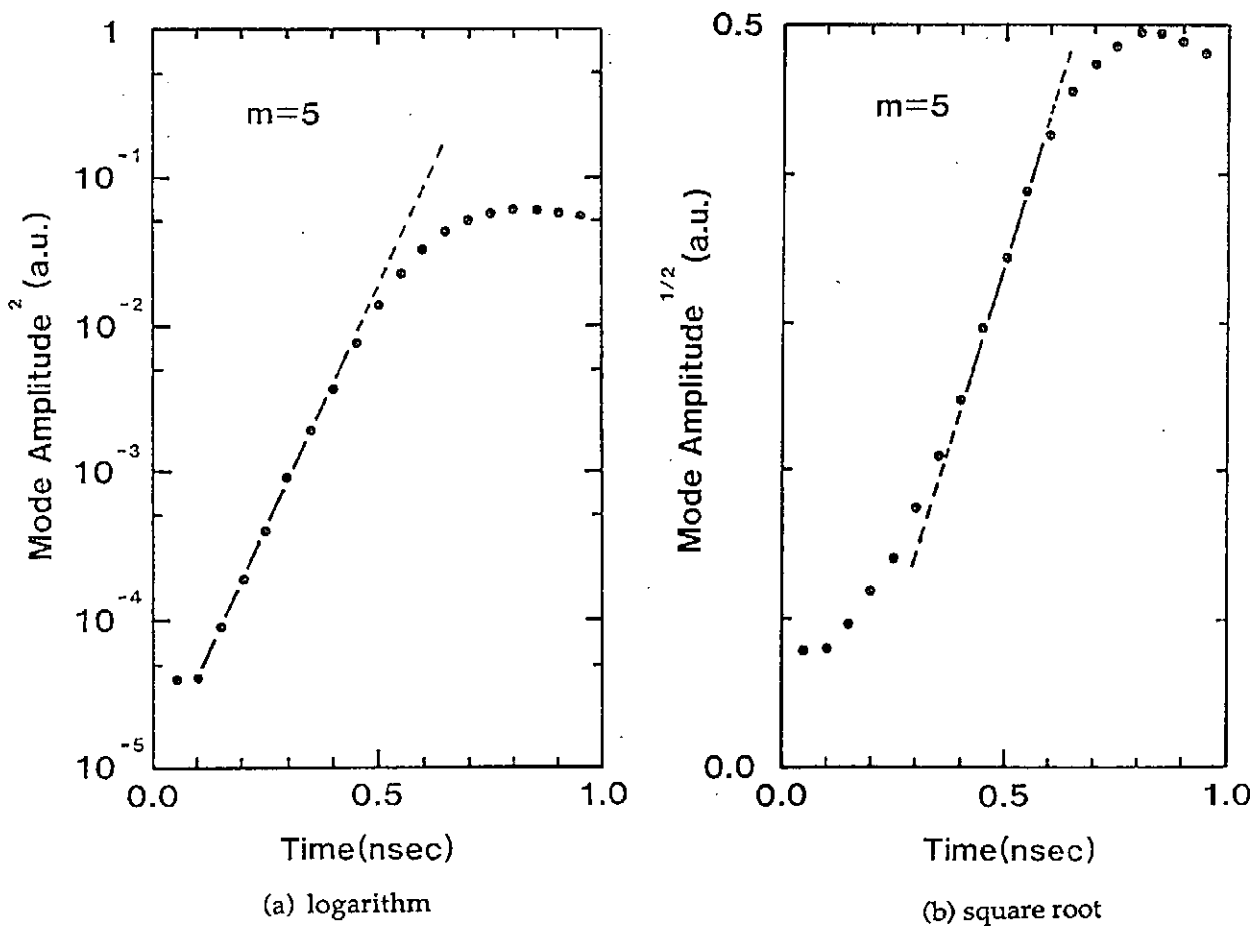 1
10^-1
10^-2
10^-3
10^-4
10^-5
Mode Amplitude^2 (a.u.)
m=5
0.0
0.5
1.0
Time(nsec)
(a) logarithm
0.5
0.0
Mode Amplitude^1/2 (a.u.)
m=5
0.0
0.5
1.0
Time(nsec)
(b) square root